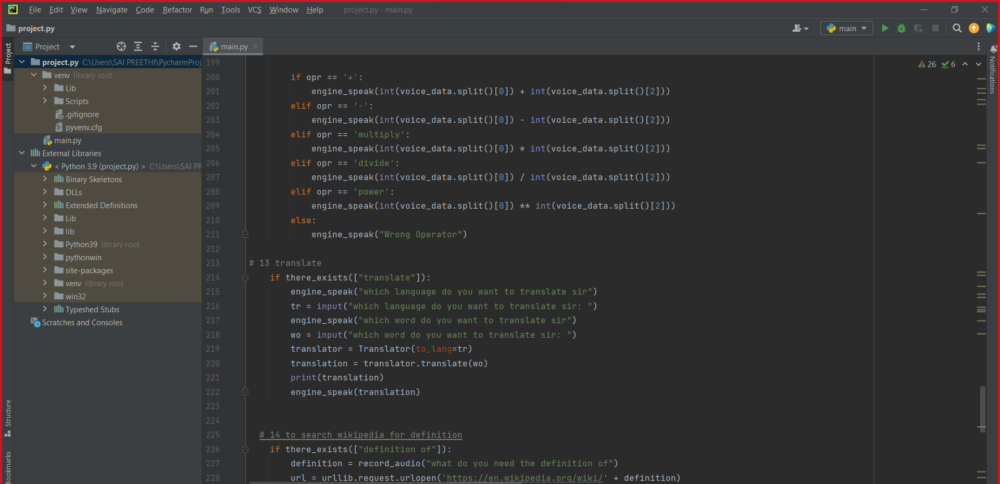 File Edit View Navigate Code Refactor Run Tools VCS Window Help project.py - main.py
project.py
main
Project
main.py
Project
Notifications
Structure
Bookmarks
project.py C:\Users\SAI PREETHI\PycharmProj
venv library root
Lib
Scripts
.gitignore
pyvenv.cfg
main.py
External Libraries
< Python 3.9 (project.py) > C:\Users\SAI PR
Binary Skeletons
DLLs
Extended Definitions
Lib
lib
Python39 library root
pythonwin
site-packages
venv library root
win32
Typeshed Stubs
Scratches and Consoles
26 6
199
200 if opr == '+':
201 engine_speak(int(voice_data.split()[0]) + int(voice_data.split()[2]))
202 elif opr == '-':
203 engine_speak(int(voice_data.split()[0]) - int(voice_data.split()[2]))
204 elif opr == 'multiply':
205 engine_speak(int(voice_data.split()[0]) * int(voice_data.split()[2]))
206 elif opr == 'divide':
207 engine_speak(int(voice_data.split()[0]) / int(voice_data.split()[2]))
208 elif opr == 'power':
209 engine_speak(int(voice_data.split()[0]) ** int(voice_data.split()[2]))
210 else:
211 engine_speak("Wrong Operator")
212
213 # 13 translate
214 if there_exists(["translate"]):
215 engine_speak("which language do you want to translate sir")
216 tr = input("which language do you want to translate sir: ")
217 engine_speak("which word do you want to translate sir")
218 wo = input("which word do you want to translate sir: ")
219 translator = Translator(to_lang=tr)
220 translation = translator.translate(wo)
221 print(translation)
222 engine_speak(translation)
223
224
225 # 14 to search wikipedia for definition
226 if there_exists(["definition of"]):
227 definition = record_audio("what do you need the definition of")
228 url = urllib.request.urlopen('https://en.wikipedia.org/wiki/' + definition)